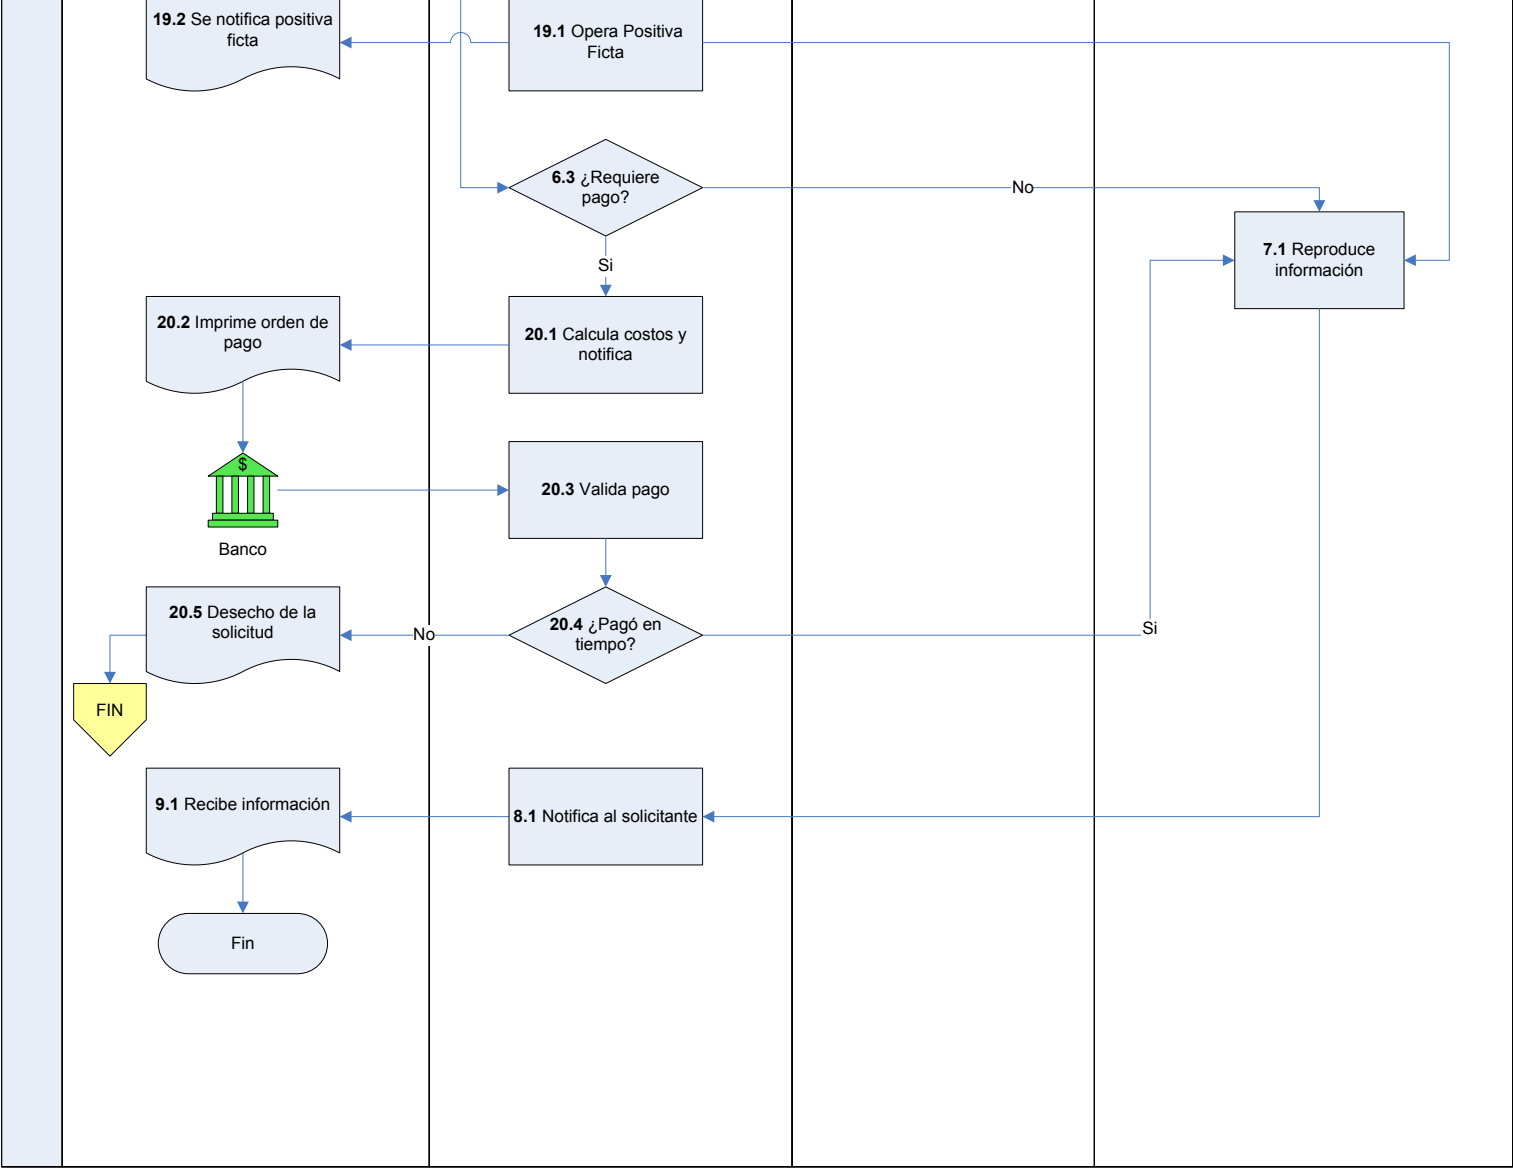 19.2 Se notifica positiva
ficta
19.1 Opera Positiva
Ficta
6.3 ¿Requiere
pago?
No
7.1 Reproduce
información
Si
20.2 Imprime orden de
pago
20.1 Calcula costos y
notifica
$
20.3 Valida pago
Banco
20.5 Desecho de la
solicitud
No
20.4 ¿Pagó en
tiempo?
Si
FIN
9.1 Recibe información
8.1 Notifica al solicitante
Fin